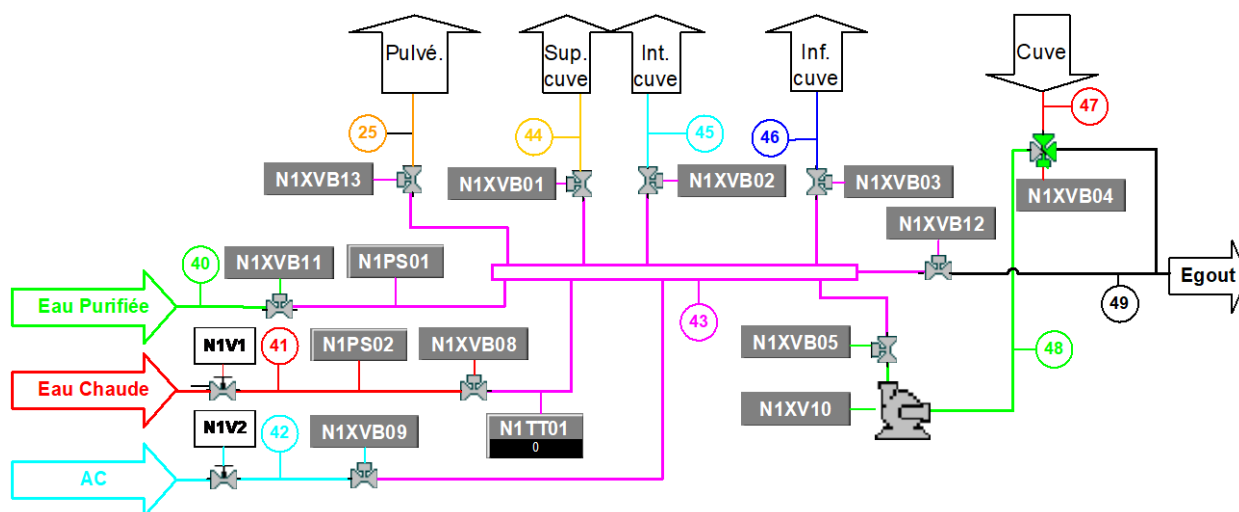 Pulvé.
Sup.
cuve
Int.
cuve
Inf.
cuve
Cuve
25
44
45
46
47
N1XVB13
N1XVB01
N1XVB02
N1XVB03
N1XVB04
N1XVB12
40
N1XVB11
N1PS01
Eau Purifiée
Egout
43
49
N1V1
41
N1PS02
N1XVB08
N1XVB05
48
Eau Chaude
N1XV10
N1V2
42
N1XVB09
N1TT01
0
AC